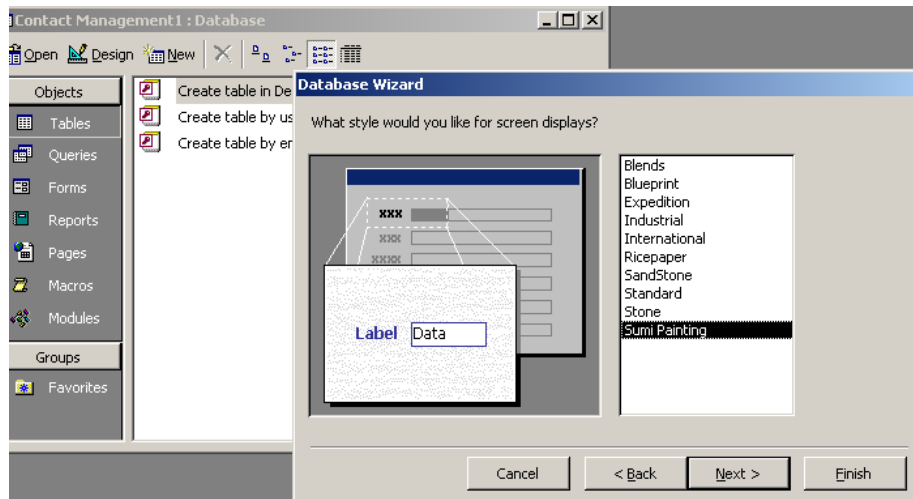 Contact Management1 : Database
Open Design New
Objects
Tables
Queries
Forms
Reports
Pages
Macros
Modules
Groups
Favorites
Create table in De
Create table by us
Create table by er
Database Wizard
What style would you like for screen displays?
xxx
xxx
xxxx
Label Data
Blends
Blueprint
Expedition
Industrial
International
Ricepaper
SandStone
Standard
Stone
Sumi Painting
Cancel < Back Next > Finish